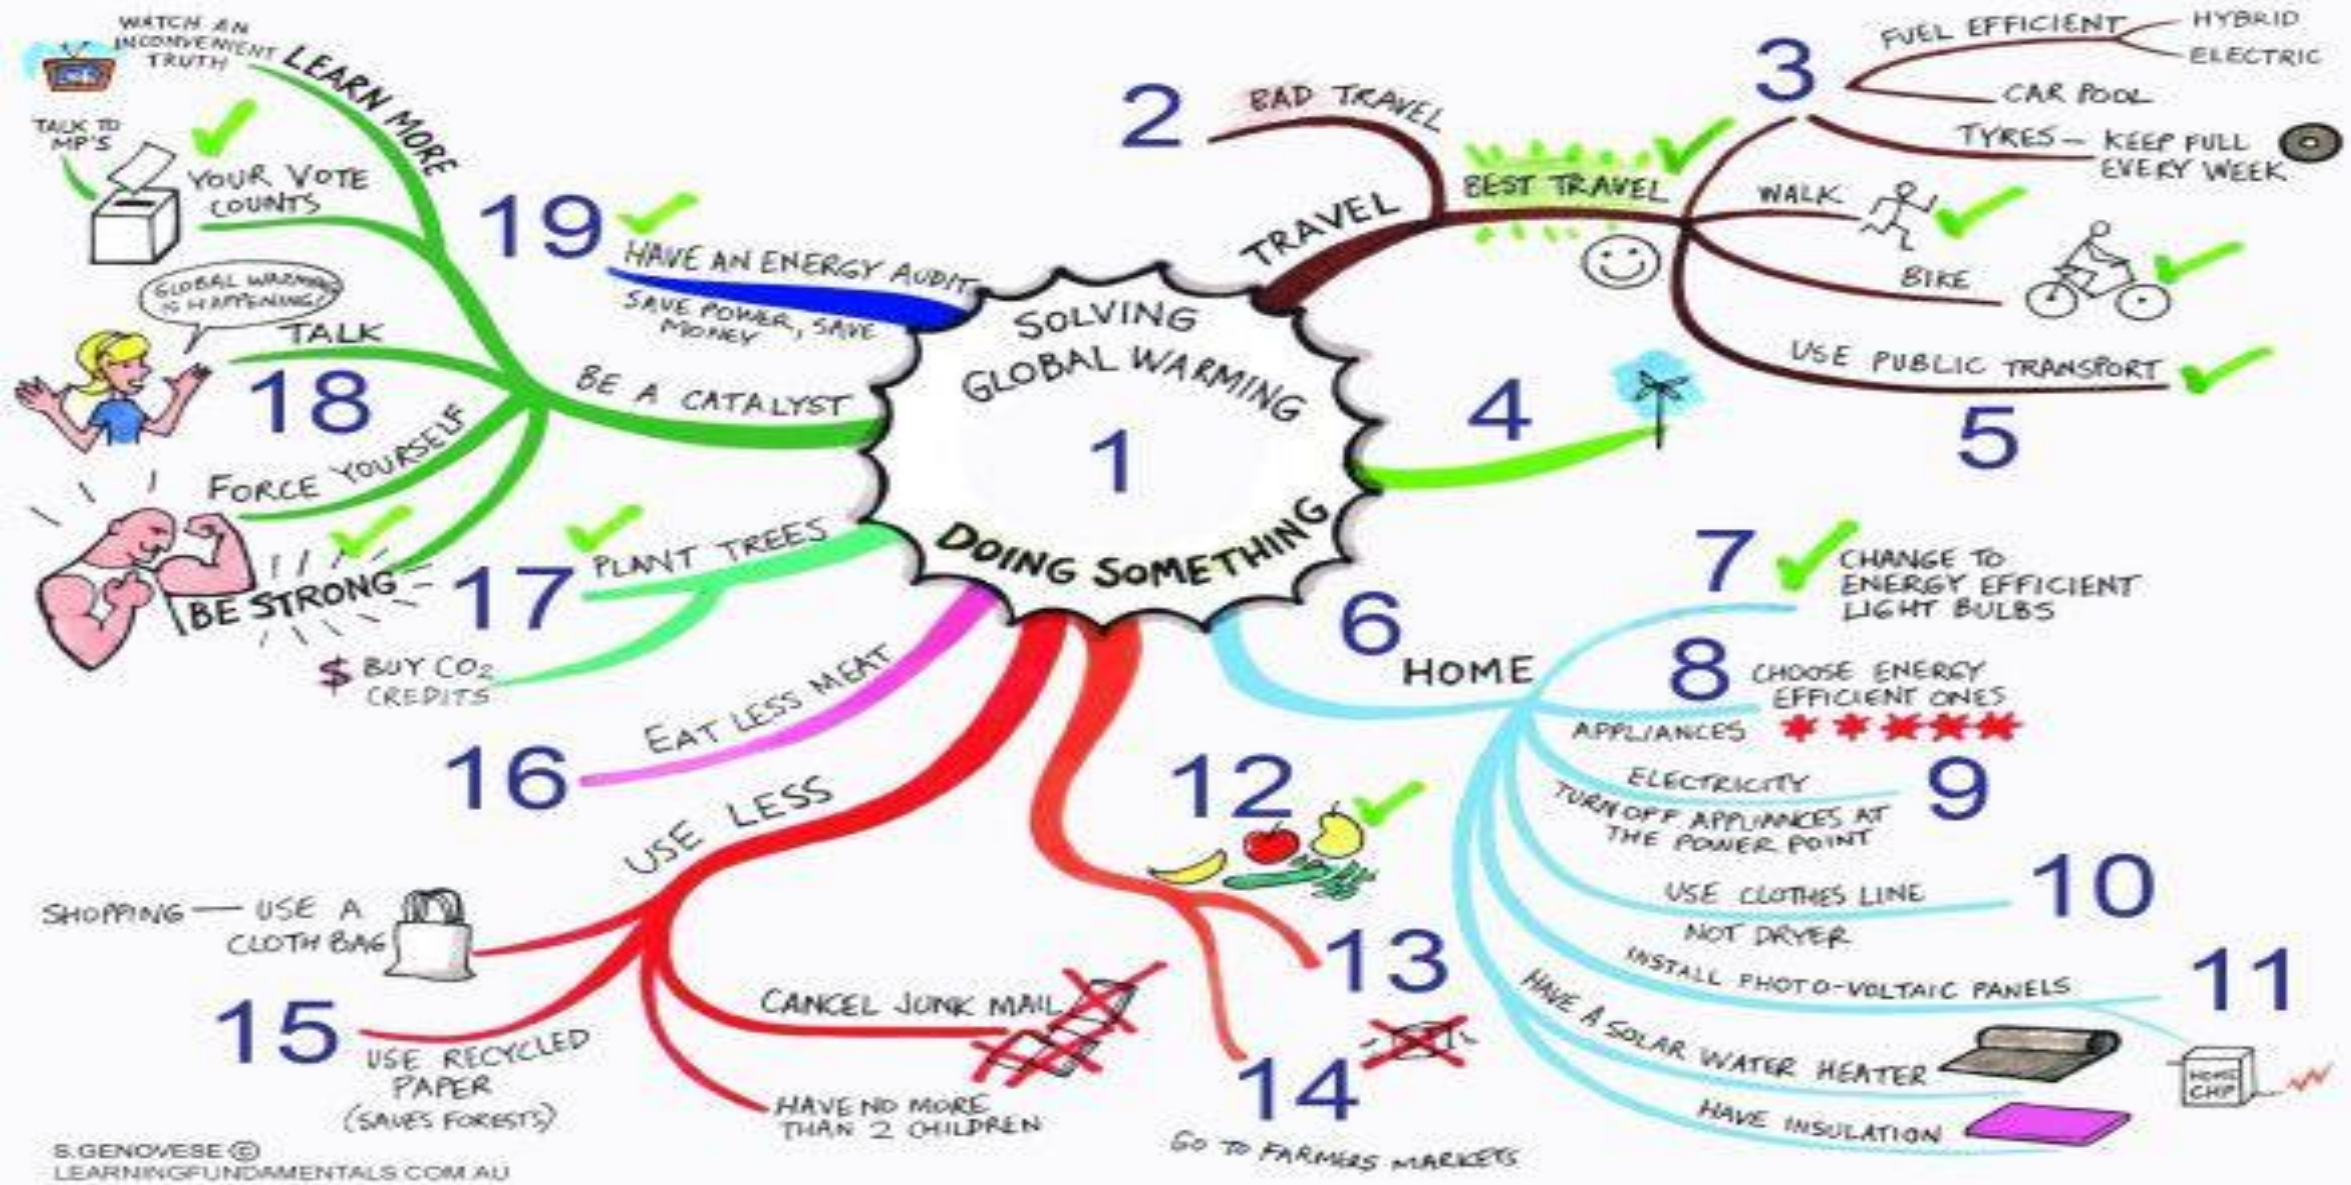 SOLVING
GLOBAL WARMING
1
DOING SOMETHING
TRAVEL
2
BAD TRAVEL
BEST TRAVEL
3
FUEL EFFICIENT
HYBRID
ELECTRIC
CAR POOL
TYRES – KEEP FULL
EVERY WEEK
WALK
BIKE
USE PUBLIC TRANSPORT
4
5
6
HOME
7
CHANGE TO
ENERGY EFFICIENT
LIGHT BULBS
8
CHOOSE ENERGY
EFFICIENT ONES
APPLIANCES
ELECTRICITY
9
TURN OFF APPLIANCES AT
THE POWER POINT
USE CLOTHES LINE
10
NOT DRYER
INSTALL PHOTO-VOLTAIC PANELS
11
HAVE A SOLAR WATER HEATER
CHP
HAVE INSULATION
12
13
14
GO TO FARMERS MARKETS
USE LESS
SHOPPING — USE A
CLOTH BAG
15
USE RECYCLED
PAPER
(SAVES FORESTS)
CANCEL JUNK MAIL
HAVE NO MORE
THAN 2 CHILDREN
16
EAT LESS MEAT
17
PLANT TREES
$ BUY CO2
CREDITS
BE A CATALYST
LEARN MORE
WATCH AN
INCONVENIENT
TRUTH
TALK TO
MP'S
YOUR VOTE
COUNTS
GLOBAL WARMING
IS HAPPENING!
TALK
18
FORCE YOURSELF
BE STRONG
19
HAVE AN ENERGY AUDIT
SAVE POWER, SAVE
MONEY
S.GENOVESE ©
LEARNINGFUNDAMENTALS.COM.AU